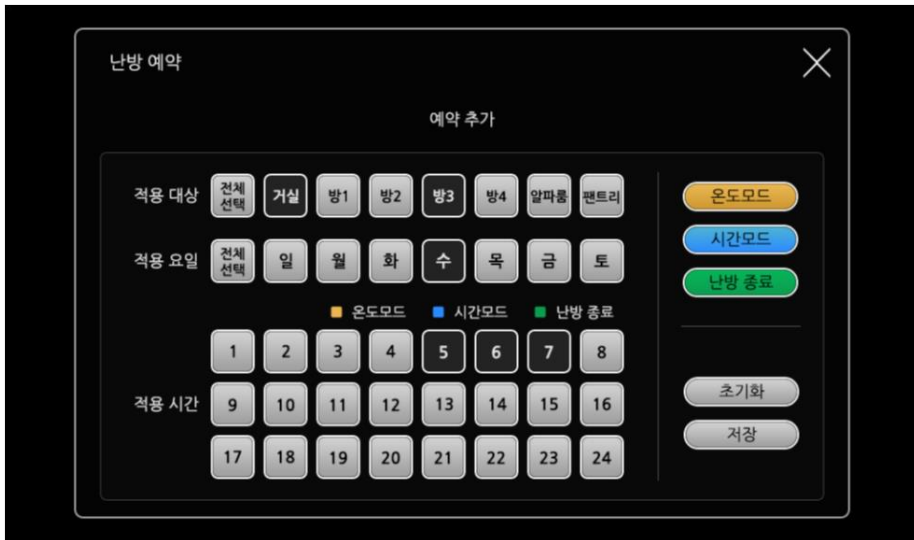 난방 예약
예약 추가
적용 대상 전체 선택 거실 방1 방2 방3 방4 알파룸 팬트리
온도모드
시간모드
적용 요일 전체 선택 일 월 화 수 목 금 토
난방 종료
온도모드 시간모드 난방 종료
1 2 3 4 5 6 7 8
적용 시간 9 10 11 12 13 14 15 16
17 18 19 20 21 22 23 24
초기화
저장